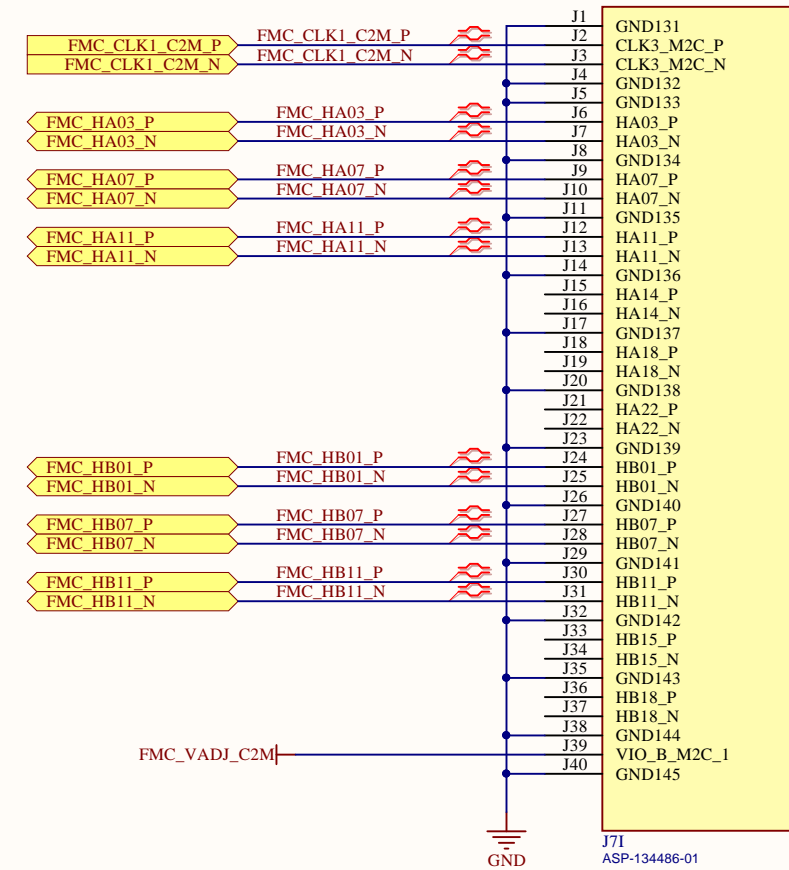 J1 GND131
FMC_CLK1_C2M_P FMC_CLK1_C2M_P J2 CLK3_M2C_P
FMC_CLK1_C2M_N FMC_CLK1_C2M_N J3 CLK3_M2C_N
J4 GND132
J5 GND133
FMC_HA03_P FMC_HA03_P J6 HA03_P
FMC_HA03_N FMC_HA03_N J7 HA03_N
J8 GND134
FMC_HA07_P FMC_HA07_P J9 HA07_P
FMC_HA07_N FMC_HA07_N J10 HA07_N
J11 GND135
FMC_HA11_P FMC_HA11_P J12 HA11_P
FMC_HA11_N FMC_HA11_N J13 HA11_N
J14 GND136
J15 HA14_P
J16 HA14_N
J17 GND137
J18 HA18_P
J19 HA18_N
J20 GND138
J21 HA22_P
J22 HA22_N
J23 GND139
FMC_HB01_P FMC_HB01_P J24 HB01_P
FMC_HB01_N FMC_HB01_N J25 HB01_N
J26 GND140
FMC_HB07_P FMC_HB07_P J27 HB07_P
FMC_HB07_N FMC_HB07_N J28 HB07_N
J29 GND141
FMC_HB11_P FMC_HB11_P J30 HB11_P
FMC_HB11_N FMC_HB11_N J31 HB11_N
J32 GND142
J33 HB15_P
J34 HB15_N
J35 GND143
J36 HB18_P
J37 HB18_N
J38 GND144
FMC_VADJ_C2M J39 VIO_B_M2C_1
J40 GND145
J7I
GND ASP-134486-01